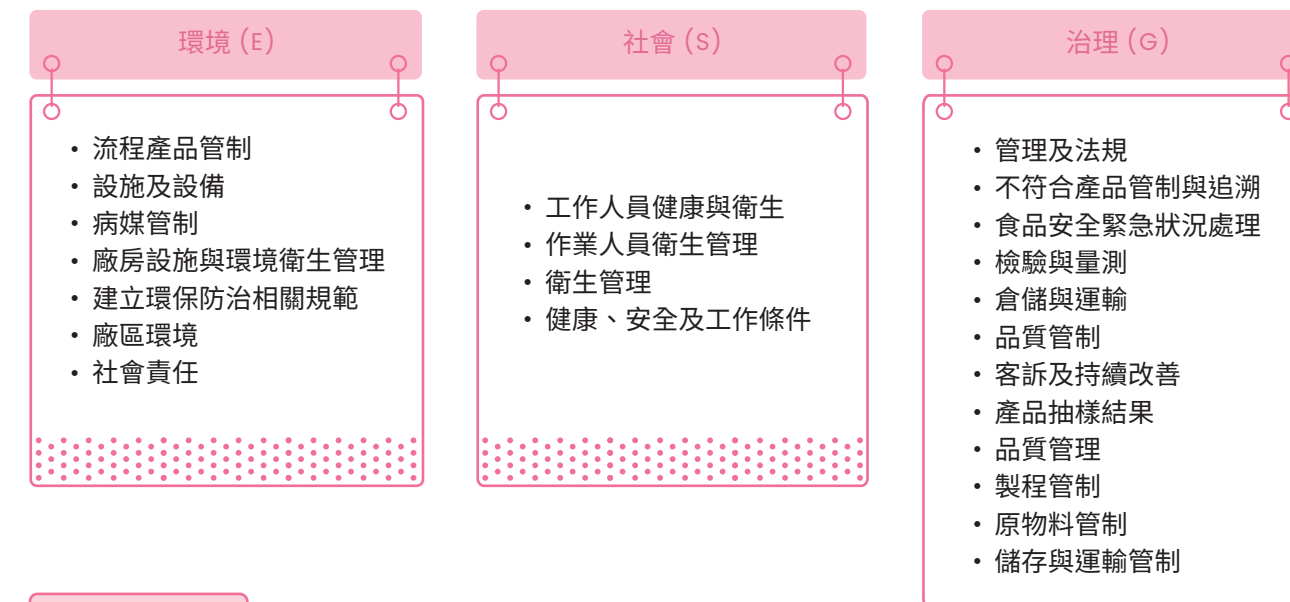 環境 (E)
• 流程產品管制
• 設施及設備
• 病媒管制
• 廠房設施與環境衛生管理
• 建立環保防治相關規範
• 廠區環境
• 社會責任
社會 (S)
• 工作人員健康與衛生
• 作業人員衛生管理
• 衛生管理
• 健康、安全及工作條件
治理 (G)
• 管理及法規
• 不符合產品管制與追溯
• 食品安全緊急狀況處理
• 檢驗與量測
• 倉儲與運輸
• 品質管制
• 客訴及持續改善
• 產品抽樣結果
• 品質管理
• 製程管制
• 原物料管制
• 儲存與運輸管制